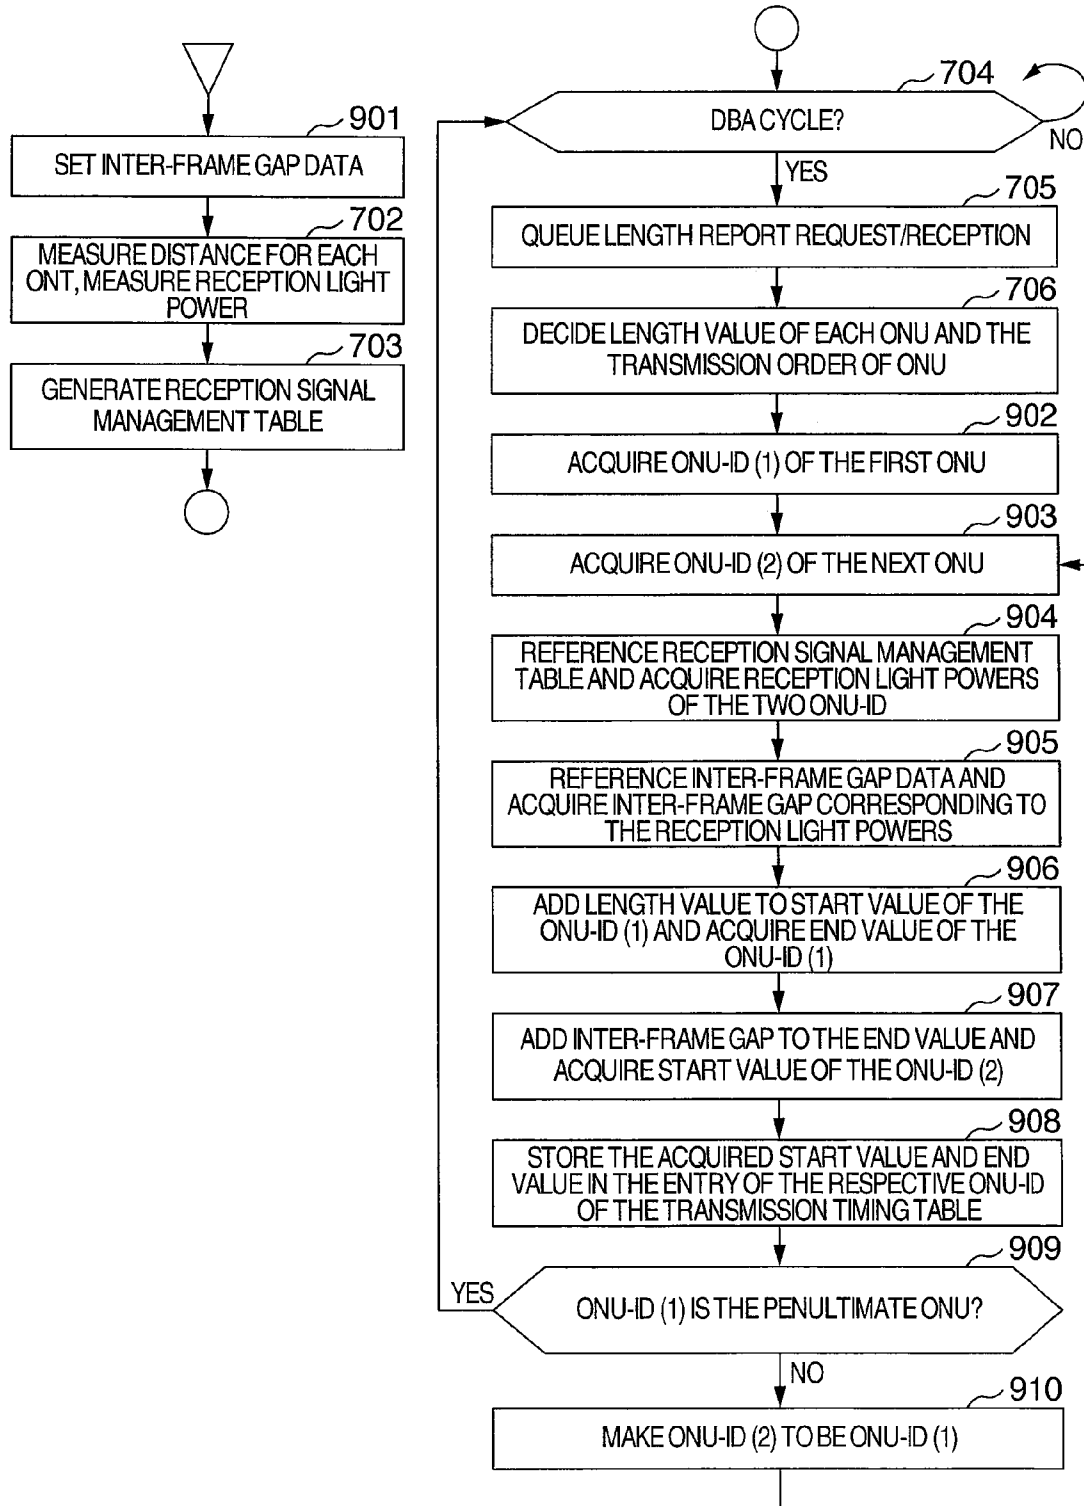 901
SET INTER-FRAME GAP DATA
702
MEASURE DISTANCE FOR EACH
ONT, MEASURE RECEPTION LIGHT
POWER
703
GENERATE RECEPTION SIGNAL
MANAGEMENT TABLE
704
DBA CYCLE?
NO
YES
705
QUEUE LENGTH REPORT REQUEST/RECEPTION
706
DECIDE LENGTH VALUE OF EACH ONU AND THE
TRANSMISSION ORDER OF ONU
902
ACQUIRE ONU-ID (1) OF THE FIRST ONU
903
ACQUIRE ONU-ID (2) OF THE NEXT ONU
904
REFERENCE RECEPTION SIGNAL MANAGEMENT
TABLE AND ACQUIRE RECEPTION LIGHT POWERS
OF THE TWO ONU-ID
905
REFERENCE INTER-FRAME GAP DATA AND
ACQUIRE INTER-FRAME GAP CORRESPONDING TO
THE RECEPTION LIGHT POWERS
906
ADD LENGTH VALUE TO START VALUE OF THE
ONU-ID (1) AND ACQUIRE END VALUE OF THE
ONU-ID (1)
907
ADD INTER-FRAME GAP TO THE END VALUE AND
ACQUIRE START VALUE OF THE ONU-ID (2)
908
STORE THE ACQUIRED START VALUE AND END
VALUE IN THE ENTRY OF THE RESPECTIVE ONU-ID
OF THE TRANSMISSION TIMING TABLE
909
YES
ONU-ID (1) IS THE PENULTIMATE ONU?
NO
910
MAKE ONU-ID (2) TO BE ONU-ID (1)